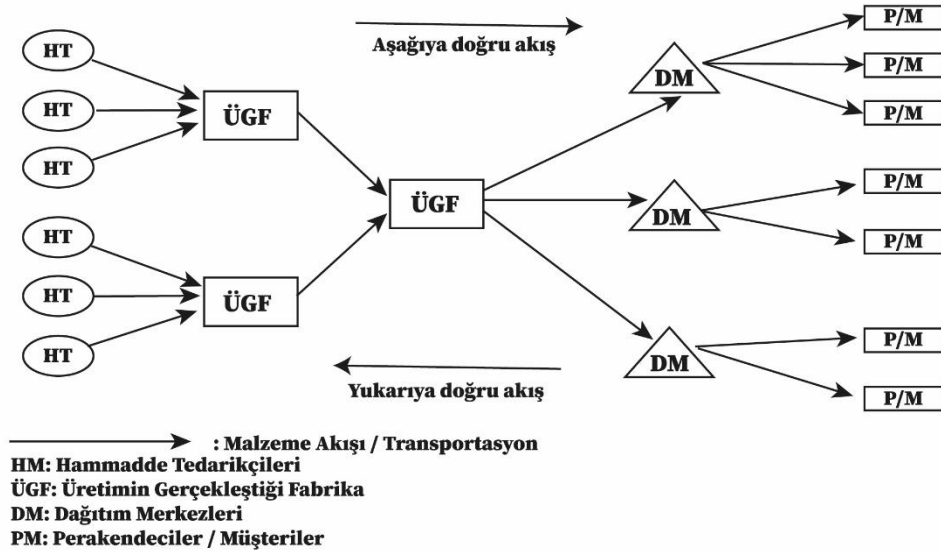 HT
HT
HT
HT
HT
HT
ÜGF
ÜGF
ÜGF
Aşağıya doğru akış
Yukarıya doğru akış
DM
DM
DM
P/M
P/M
P/M
P/M
P/M
P/M
P/M
: Malzeme Akışı / Transportasyon
HM: Hammadde Tedarikçileri
ÜGF: Üretimin Gerçekleştiği Fabrika
DM: Dağıtım Merkezleri
PM: Perakendeciler / Müşteriler